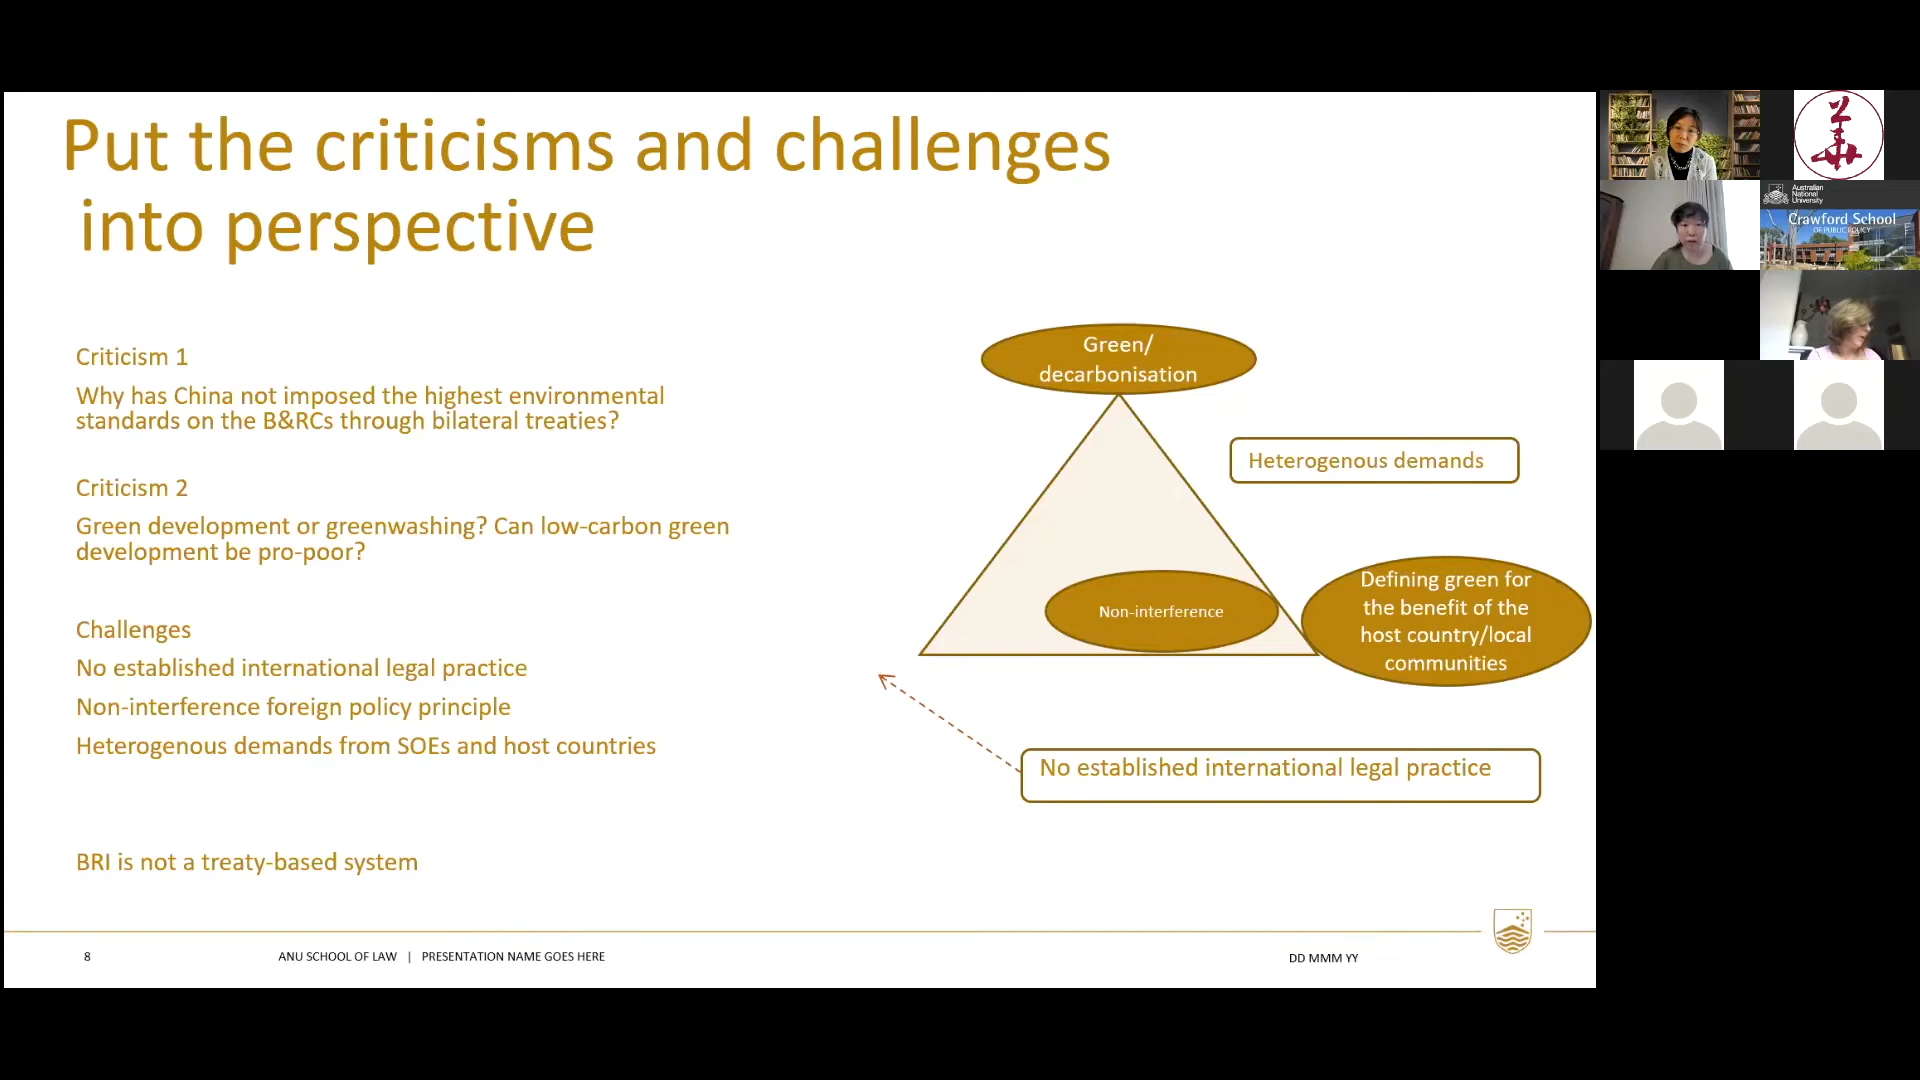 Put the criticisms and challenges
into perspective
Criticism 1
Why has China not imposed the highest environmental
standards on the B&RCs through bilateral treaties?
Criticism 2
Green development or greenwashing? Can low-carbon green
development be pro-poor?
Challenges
No established international legal practice
Non-interference foreign policy principle
Heterogenous demands from SOEs and host countries
BRI is not a treaty-based system
Green/
decarbonisation
Heterogenous demands
Non-interference
Defining green for
the benefit of the
host country/local
communities
No established international legal practice
8
ANU SCHOOL OF LAW | PRESENTATION NAME GOES HERE
DD MMM YY
Australian
National
University
Crawford School
OF PUBLIC POLICY